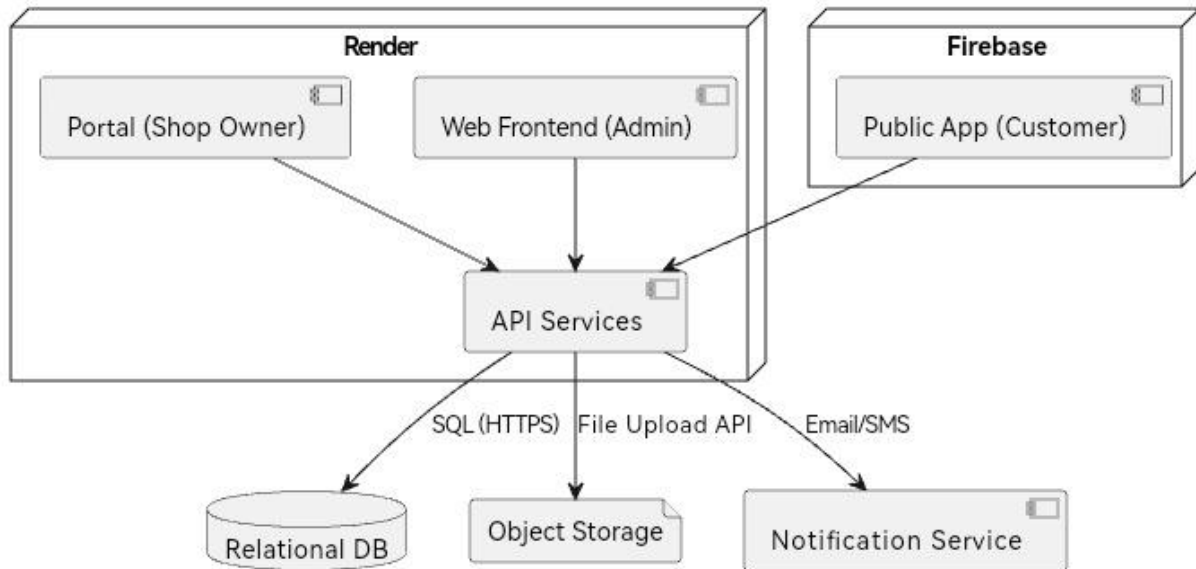 Render
Firebase
Portal (Shop Owner)
Web Frontend (Admin)
Public App (Customer)
API Services
SQL (HTTPS)
File Upload API
Email/SMS
Relational DB
Object Storage
Notification Service